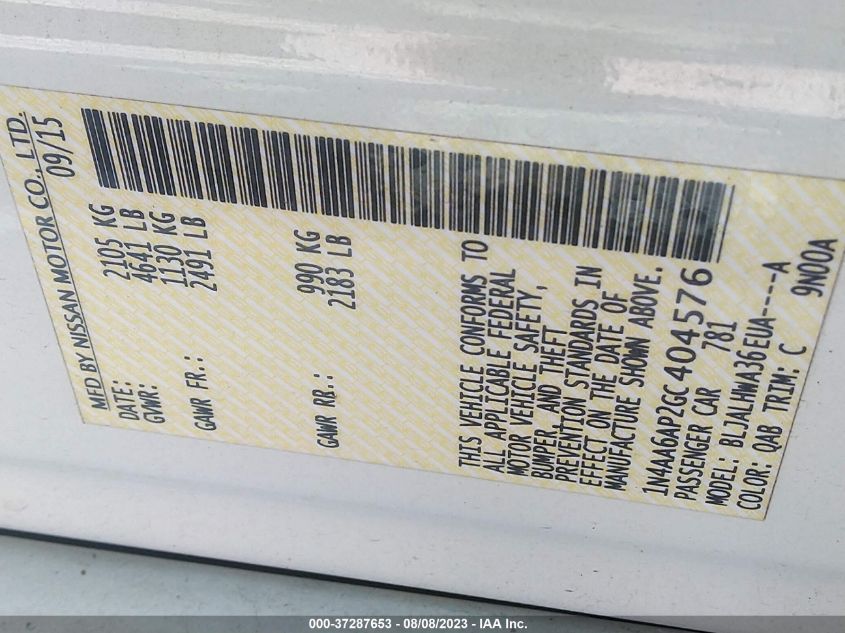 MFD BY NISSAN MOTOR CO., LTD.
DATE: 09/15
GVWR: 2105 KG
4641 LB
GAWR FR.: 1130 KG
2491 LB
GAWR RR.: 990 KG
2183 LB
THIS VEHICLE CONFORMS TO
ALL APPLICABLE FEDERAL
MOTOR VEHICLE SAFETY,
BUMPER, AND THEFT
PREVENTION STANDARDS IN
EFFECT ON THE DATE OF
MANUFACTURE SHOWN ABOVE.
1N4AA6AP2GC404576
PASSENGER CAR 781
MODEL: BLJALHWA36EUA----A
COLOR: QAB TRIM: C 9N00A
000-37287653 - 08/08/2023 - IAA Inc.